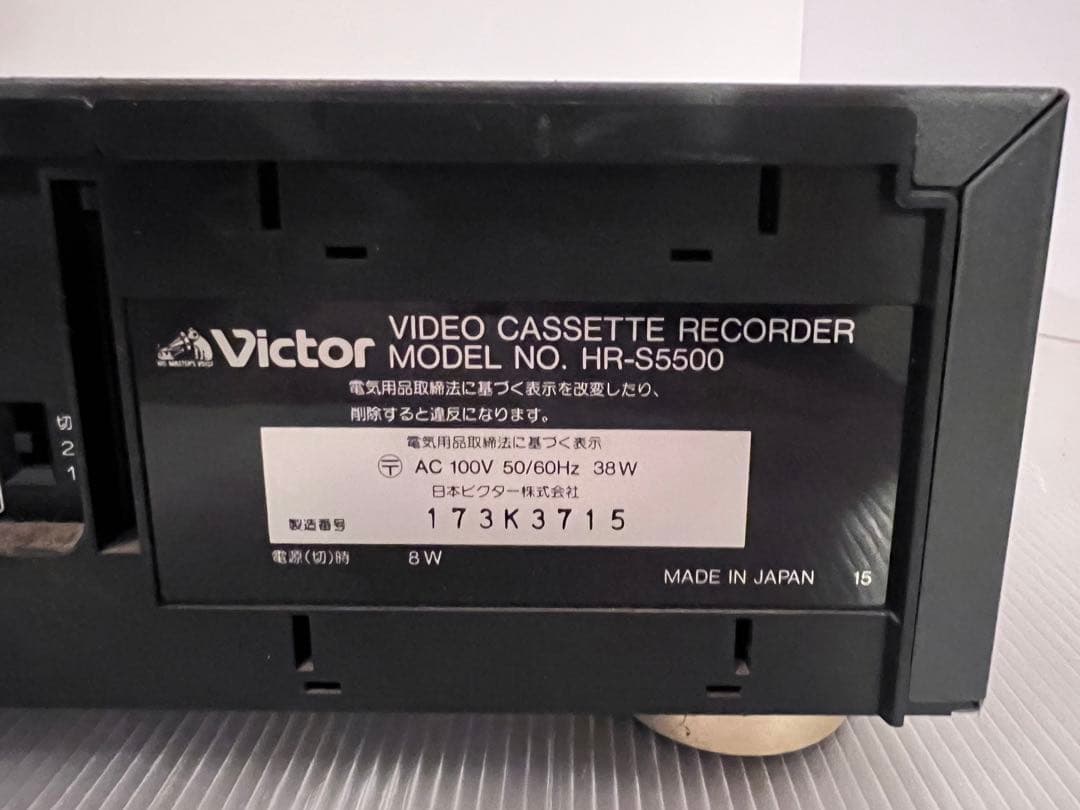 HIS MASTER'S VOICE
Victor
VIDEO CASSETTE RECORDER
MODEL NO. HR-S5500
電気用品取締法に基づく表示を改変したり、
削除すると違反になります。
電気用品取締法に基づく表示
〒 AC 100V 50/60Hz 38W
日本ビクター株式会社
製造番号 173K3715
電源(切)時 8W
MADE IN JAPAN 15
切
2
1